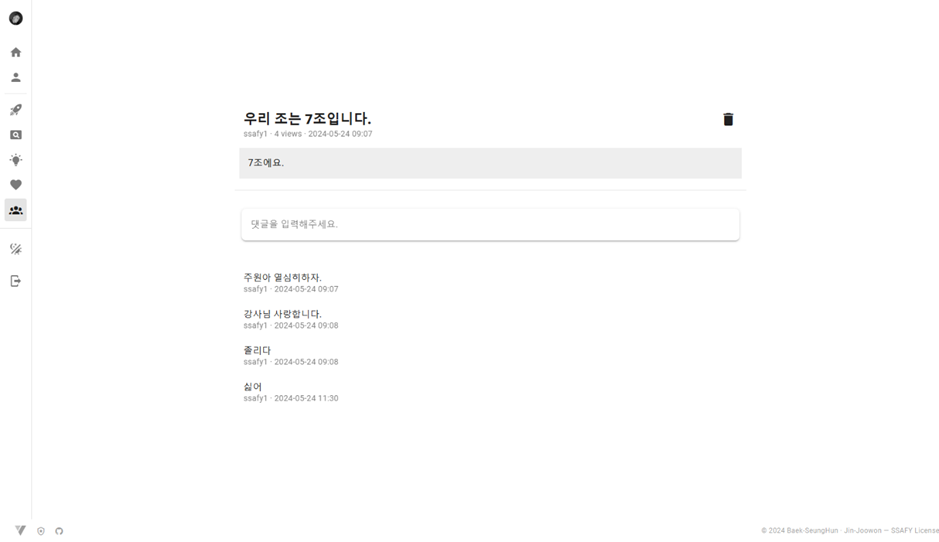 우리 조는 7조입니다.
ssafy1 · 4 views · 2024-05-24 09:07
7조에요.
댓글을 입력해주세요.
주원아 열심히하자.
ssafy1 · 2024-05-24 09:07
강사님 사랑합니다.
ssafy1 · 2024-05-24 09:08
졸리다
ssafy1 · 2024-05-24 09:08
싫어
ssafy1 · 2024-05-24 11:30
© 2024 Baek-SeungHun · Jin-Joowon — SSAFY License